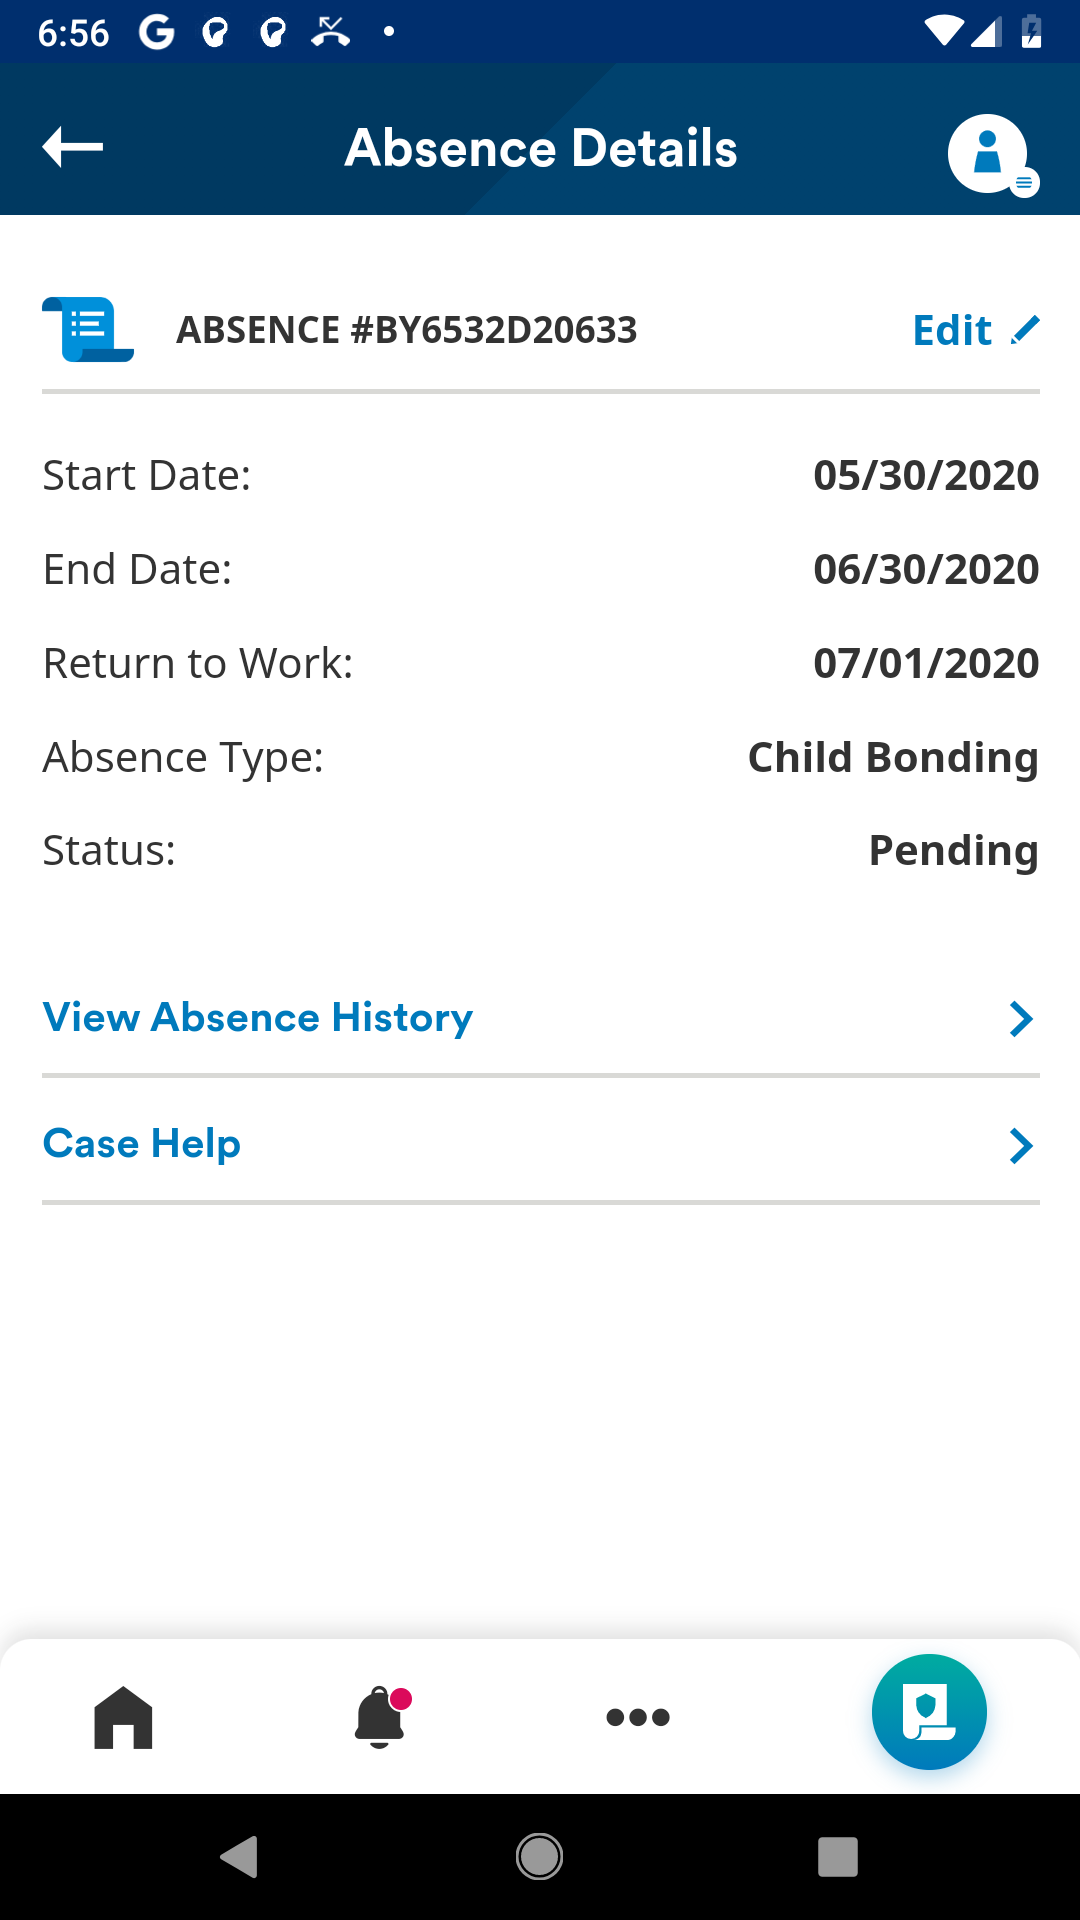 6:56
Absence Details
ABSENCE #BY6532D20633
Edit
Start Date: 05/30/2020
End Date: 06/30/2020
Return to Work: 07/01/2020
Absence Type: Child Bonding
Status: Pending
View Absence History
Case Help